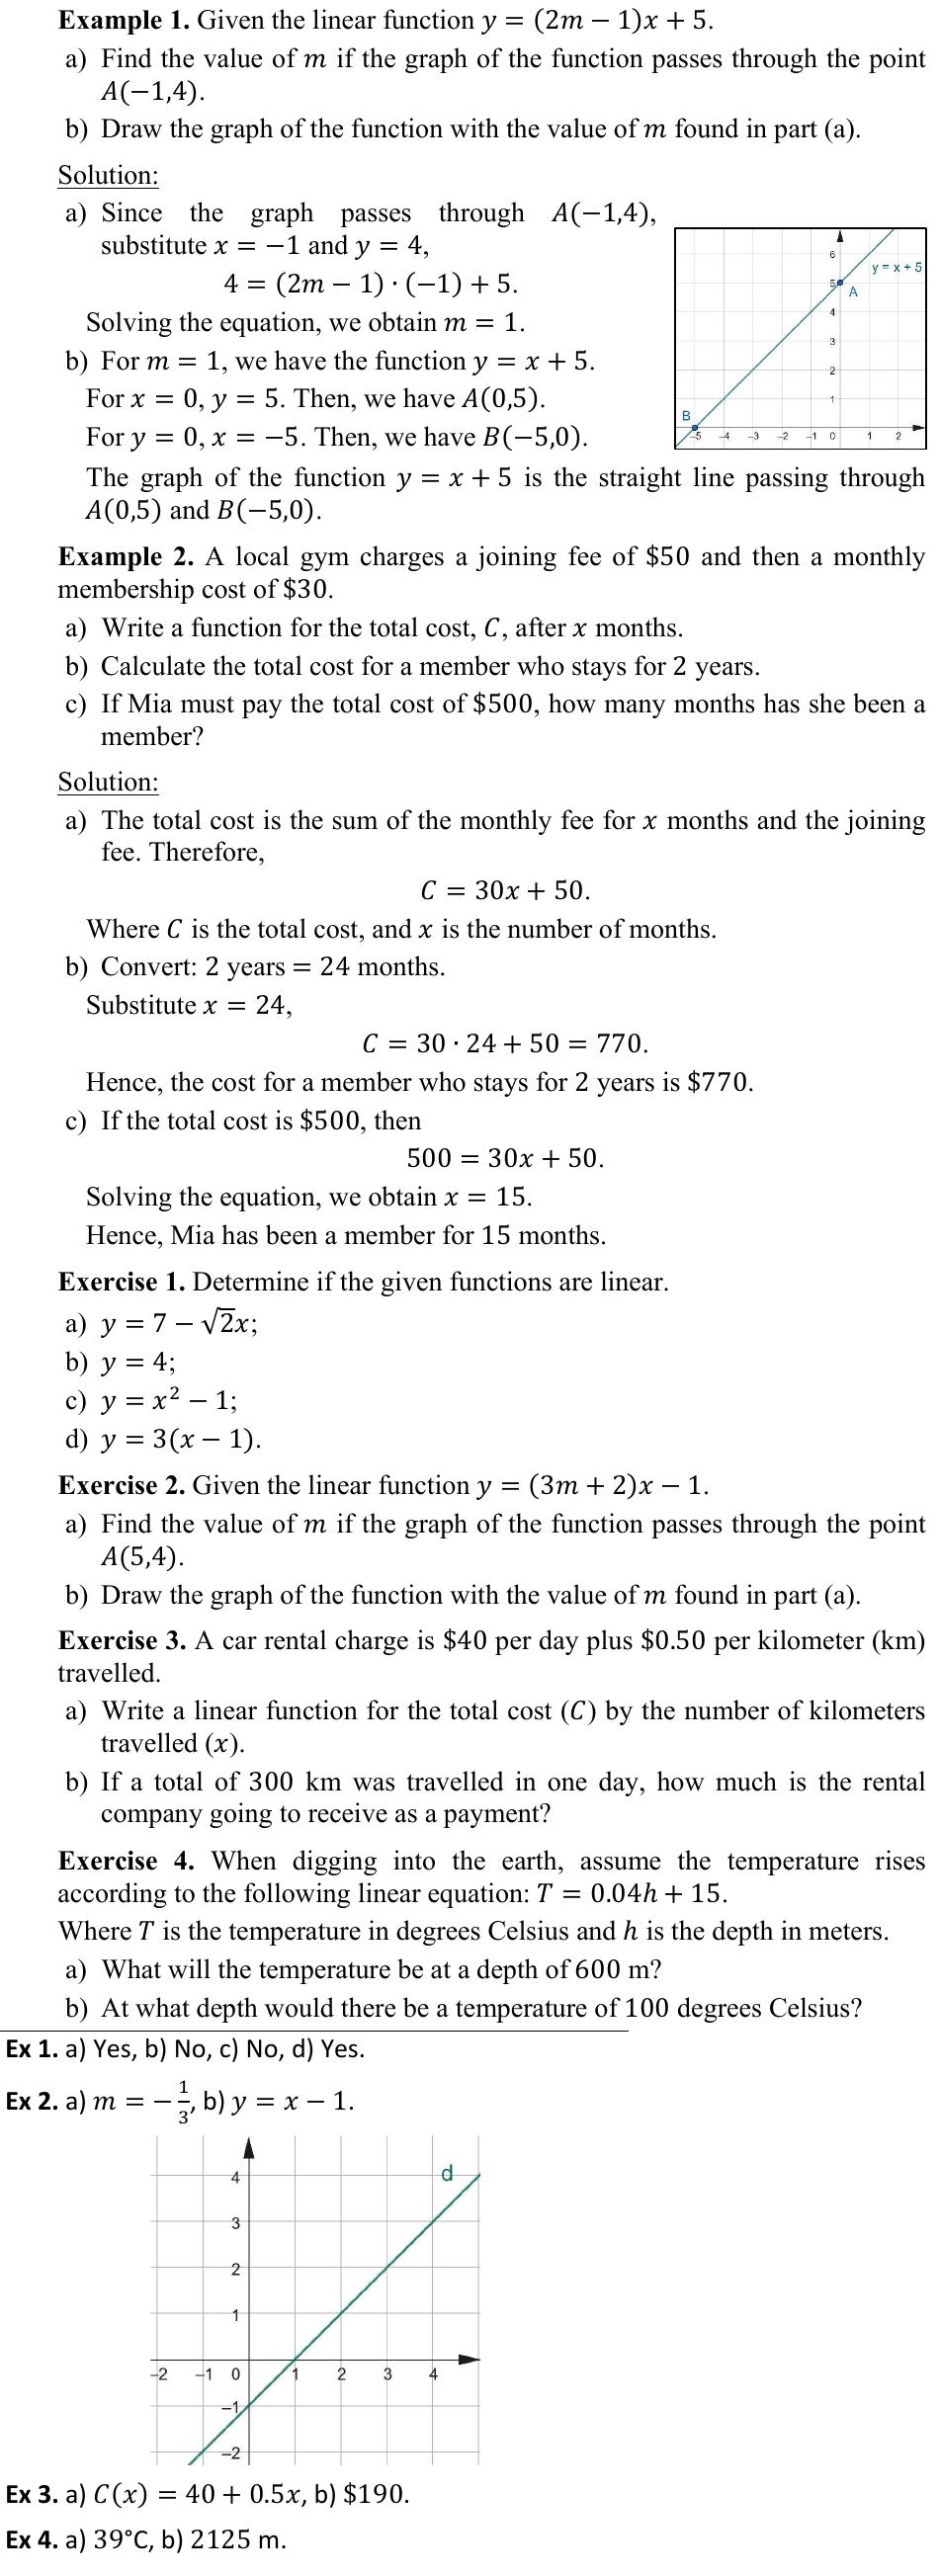 Example 1. Given the linear function y = (2m − 1)x + 5.
a) Find the value of m if the graph of the function passes through the point
A(−1,4).
b) Draw the graph of the function with the value of m found in part (a).
Solution:
a) Since the graph passes through A(−1,4),
substitute x = −1 and y = 4,
4 = (2m − 1) · (−1) + 5.
Solving the equation, we obtain m = 1.
b) For m = 1, we have the function y = x + 5.
For x = 0, y = 5. Then, we have A(0,5).
For y = 0, x = −5. Then, we have B(−5,0).
6
y = x + 5
5
A
4
3
2
1
B
−5 −4 −3 −2 −1 0 1 2
The graph of the function y = x + 5 is the straight line passing through
A(0,5) and B(−5,0).
Example 2. A local gym charges a joining fee of $50 and then a monthly
membership cost of $30.
a) Write a function for the total cost, C, after x months.
b) Calculate the total cost for a member who stays for 2 years.
c) If Mia must pay the total cost of $500, how many months has she been a
member?
Solution:
a) The total cost is the sum of the monthly fee for x months and the joining
fee. Therefore,
C = 30x + 50.
Where C is the total cost, and x is the number of months.
b) Convert: 2 years = 24 months.
Substitute x = 24,
C = 30 · 24 + 50 = 770.
Hence, the cost for a member who stays for 2 years is $770.
c) If the total cost is $500, then
500 = 30x + 50.
Solving the equation, we obtain x = 15.
Hence, Mia has been a member for 15 months.
Exercise 1. Determine if the given functions are linear.
a) y = 7 − √2x;
b) y = 4;
c) y = x² − 1;
d) y = 3(x − 1).
Exercise 2. Given the linear function y = (3m + 2)x − 1.
a) Find the value of m if the graph of the function passes through the point
A(5,4).
b) Draw the graph of the function with the value of m found in part (a).
Exercise 3. A car rental charge is $40 per day plus $0.50 per kilometer (km)
travelled.
a) Write a linear function for the total cost (C) by the number of kilometers
travelled (x).
b) If a total of 300 km was travelled in one day, how much is the rental
company going to receive as a payment?
Exercise 4. When digging into the earth, assume the temperature rises
according to the following linear equation: T = 0.04h + 15.
Where T is the temperature in degrees Celsius and h is the depth in meters.
a) What will the temperature be at a depth of 600 m?
b) At what depth would there be a temperature of 100 degrees Celsius?
Ex 1. a) Yes, b) No, c) No, d) Yes.
Ex 2. a) m = −1/3, b) y = x − 1.
d
4
3
2
1
−2 −1 0 1 2 3 4
−1
−2
Ex 3. a) C(x) = 40 + 0.5x, b) $190.
Ex 4. a) 39°C, b) 2125 m.